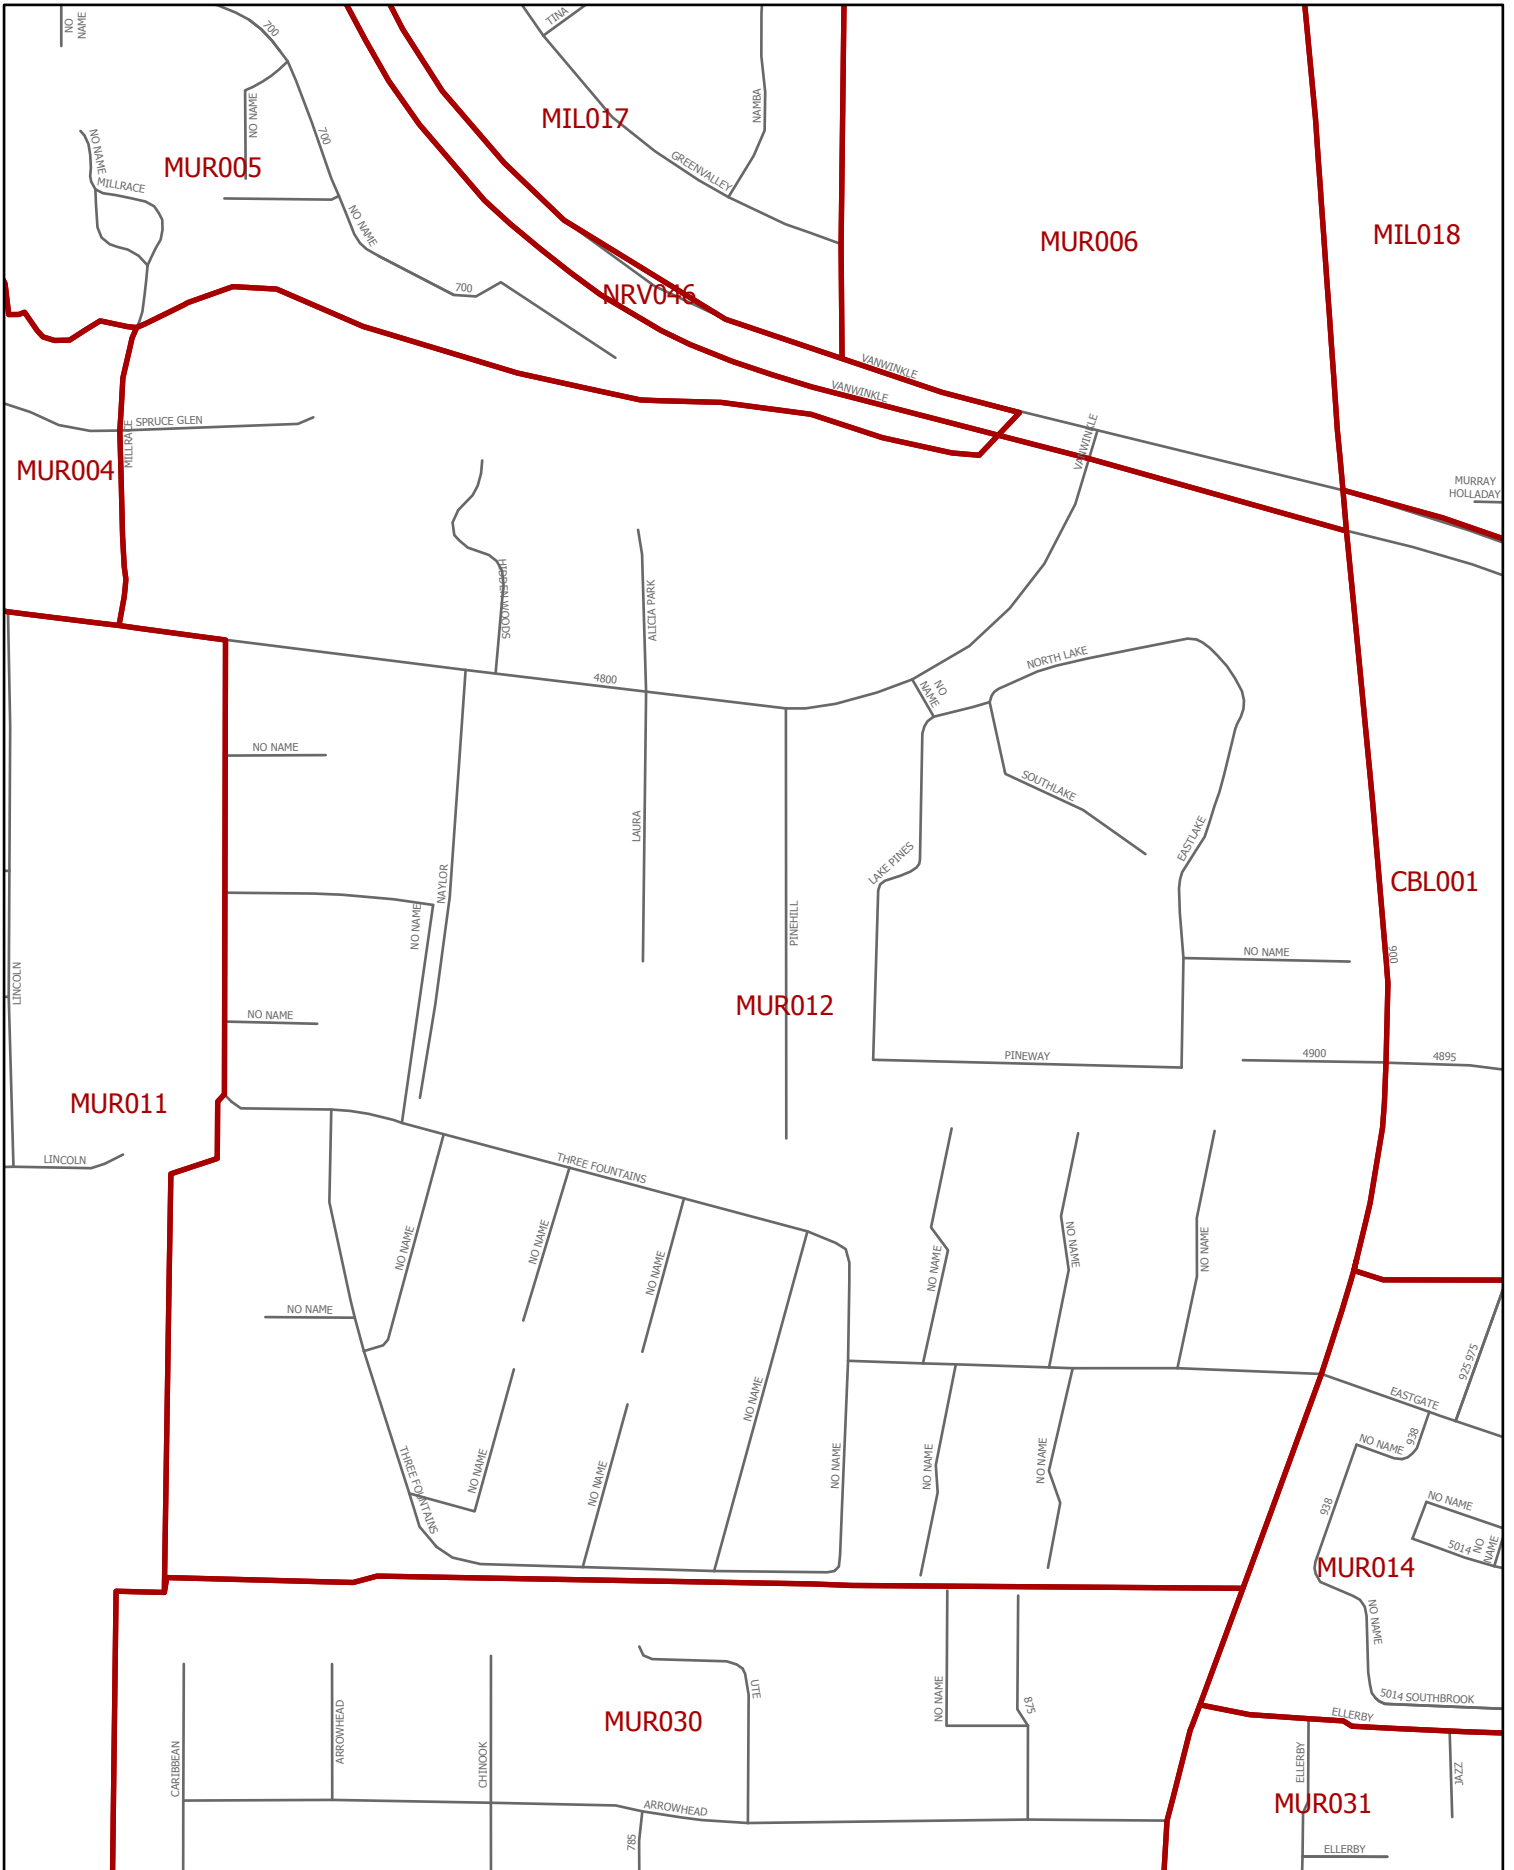 NO
NAME
700
TINA
NAMBA
MIL017
NO NAME
700
NO NAME
MUR005
MILLRACE
GREENVALLEY
NO NAME
MUR006
MIL018
700
NRV046
VANWINKLE
VANWINKLE
VANWINKLE
SPRUCE GLEN
MILLRACE
MUR004
MURRAY
HOLLADAY
HIDDEN WOODS
ALICIA PARK
4800
NORTH LAKE
NO
NAME
NO NAME
SOUTHLAKE
LAURA
EASTLAKE
LAKE PINES
NAYLOR
CBL001
NO NAME
PINEHILL
NO NAME
900
LINCOLN
MUR012
NO NAME
PINEWAY
4900
4895
MUR011
LINCOLN
THREE FOUNTAINS
NO NAME
NO NAME
NO NAME
NO NAME
NO NAME
NO NAME
NO NAME
925 975
NO NAME
EASTGATE
938
NO NAME
THREE FOUNTAINS
NO NAME
NO NAME
NO NAME
NO NAME
NO NAME
938
NO NAME
5014
NO
NAME
MUR014
NO NAME
5014 SOUTHBROOK
ELLERBY
UTE
NO NAME
875
MUR030
ARROWHEAD
CARIBBEAN
CHINOOK
ELLERBY
JAZZ
MUR031
ARROWHEAD
785
ELLERBY